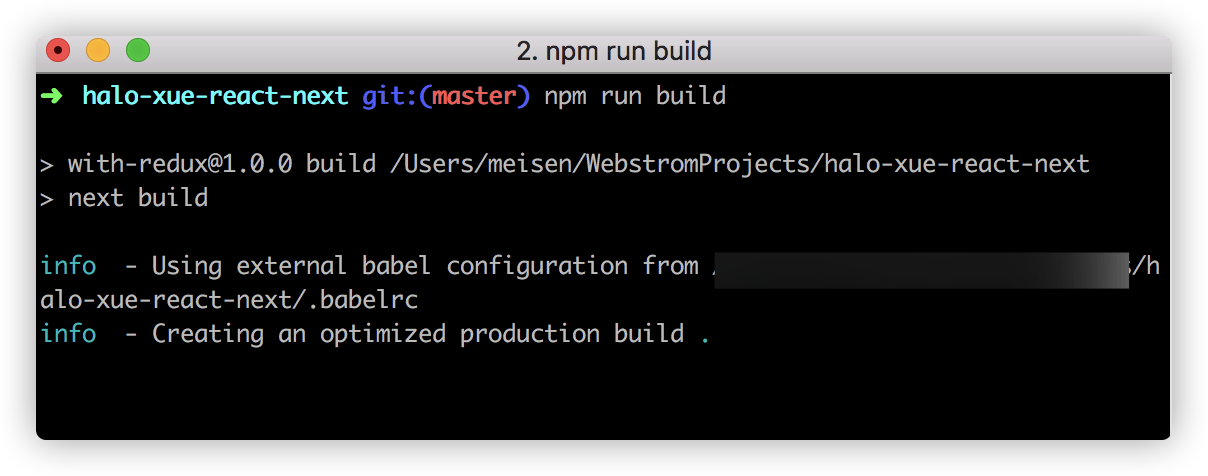 2. npm run build
➜ halo-xue-react-next git:(master) npm run build
> with-redux@1.0.0 build /Users/meisen/WebstromProjects/halo-xue-react-next
> next build
info - Using external babel configuration from /h
alo-xue-react-next/.babelrc
info - Creating an optimized production build .